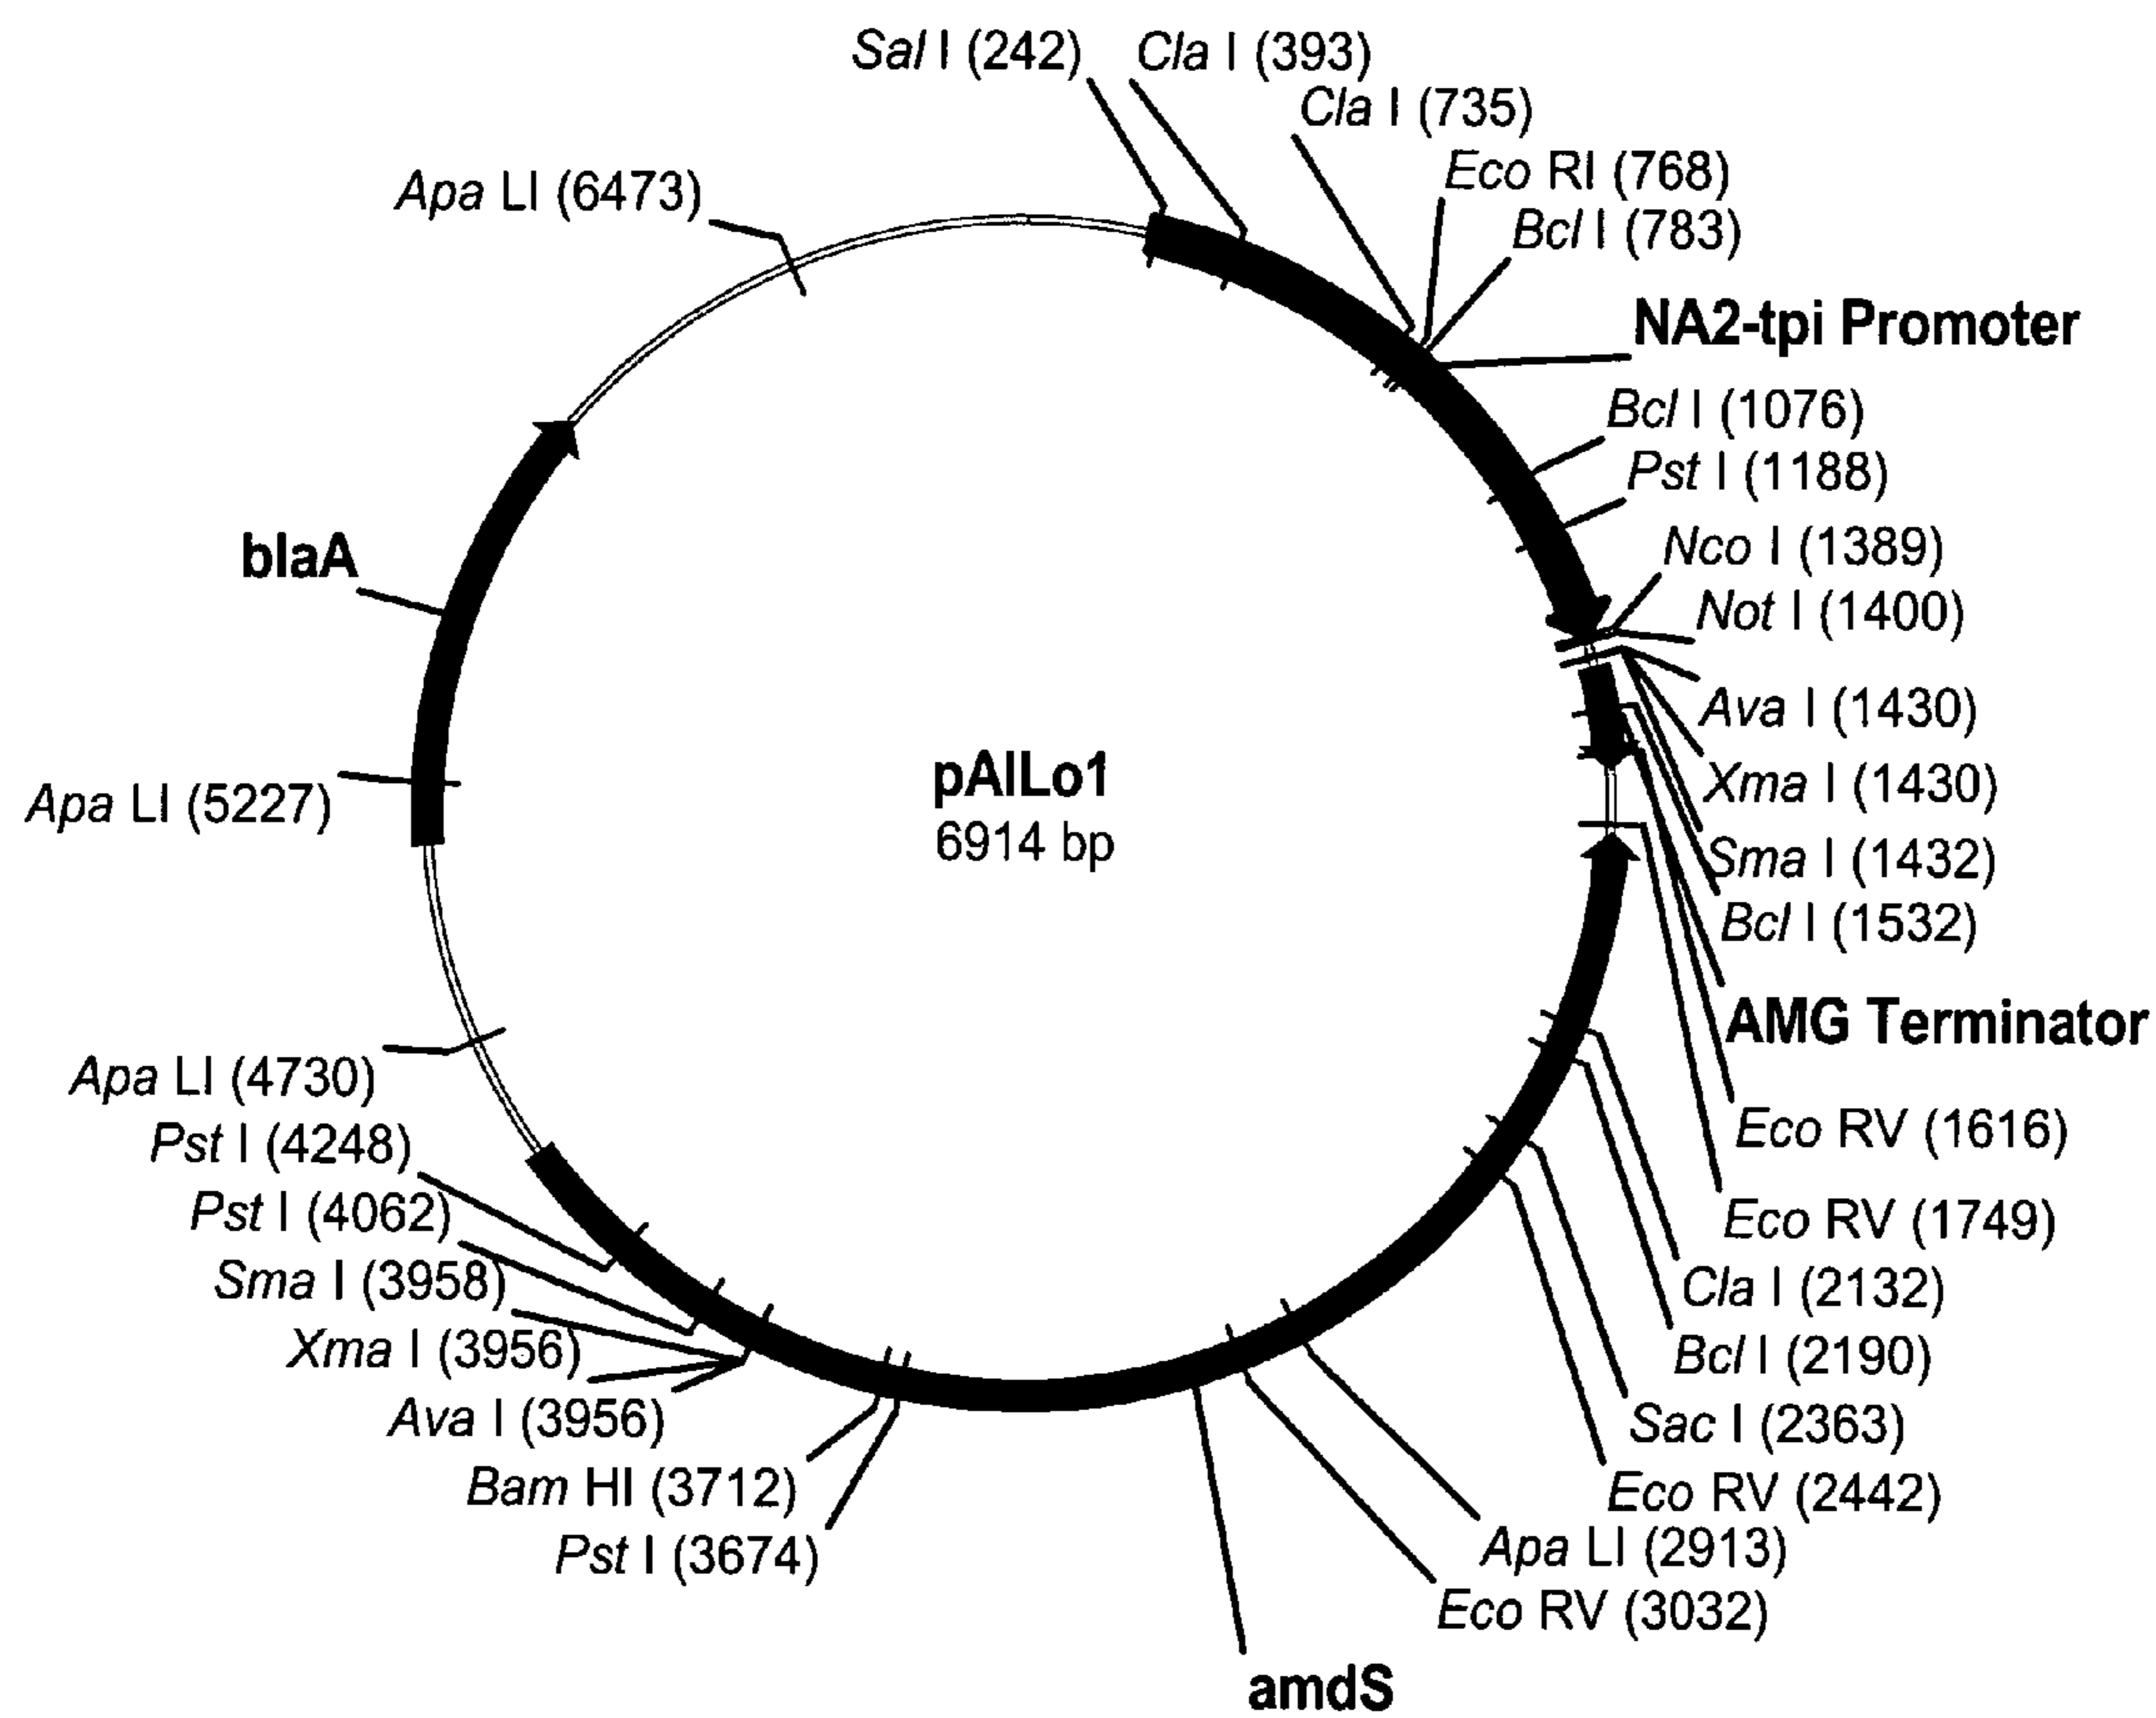 Sal I (242)
Cla I (393)
Cla I (735)
Eco RI (768)
Bcl I (783)
NA2-tpi Promoter
Bcl I (1076)
Pst I (1188)
Nco I (1389)
Not I (1400)
Ava I (1430)
Xma I (1430)
Sma I (1432)
Bcl I (1532)
AMG Terminator
Eco RV (1616)
Eco RV (1749)
Cla I (2132)
Bcl I (2190)
Sac I (2363)
Eco RV (2442)
Apa LI (2913)
Eco RV (3032)
amdS
Pst I (3674)
Bam HI (3712)
Ava I (3956)
Xma I (3956)
Sma I (3958)
Pst I (4062)
Pst I (4248)
Apa LI (4730)
Apa LI (5227)
blaA
Apa LI (6473)
pAILo1
6914 bp